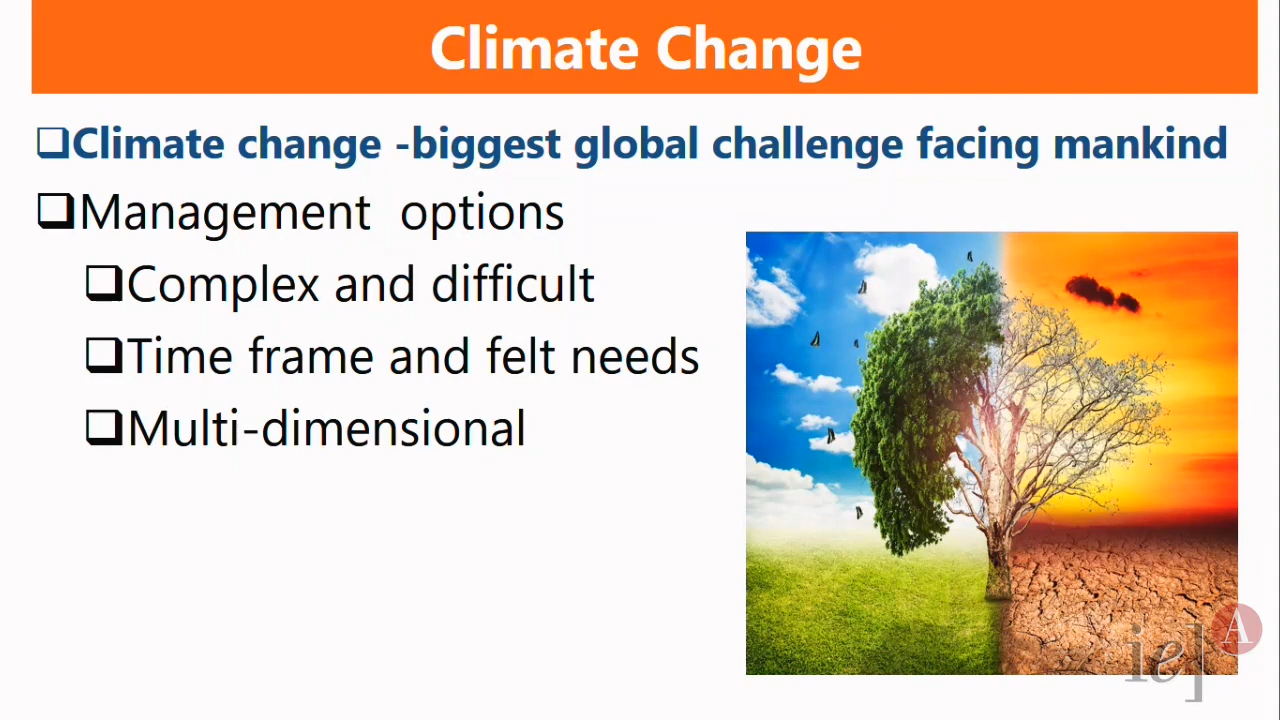 Climate Change
❑Climate change -biggest global challenge facing mankind
❑Management options
❑Complex and difficult
❑Time frame and felt needs
❑Multi-dimensional
A
ie]